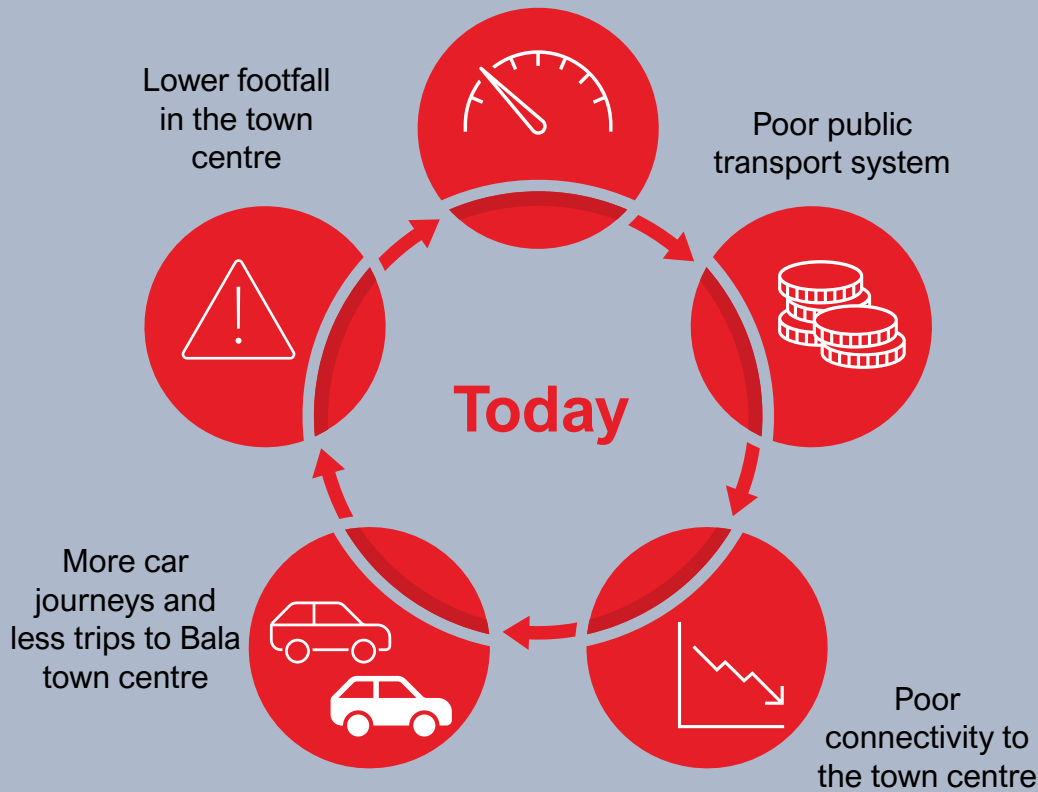 Lower footfall
in the town
centre
Poor public
transport system
Today
More car
journeys and
less trips to Bala
town centre
Poor
connectivity to
the town centre